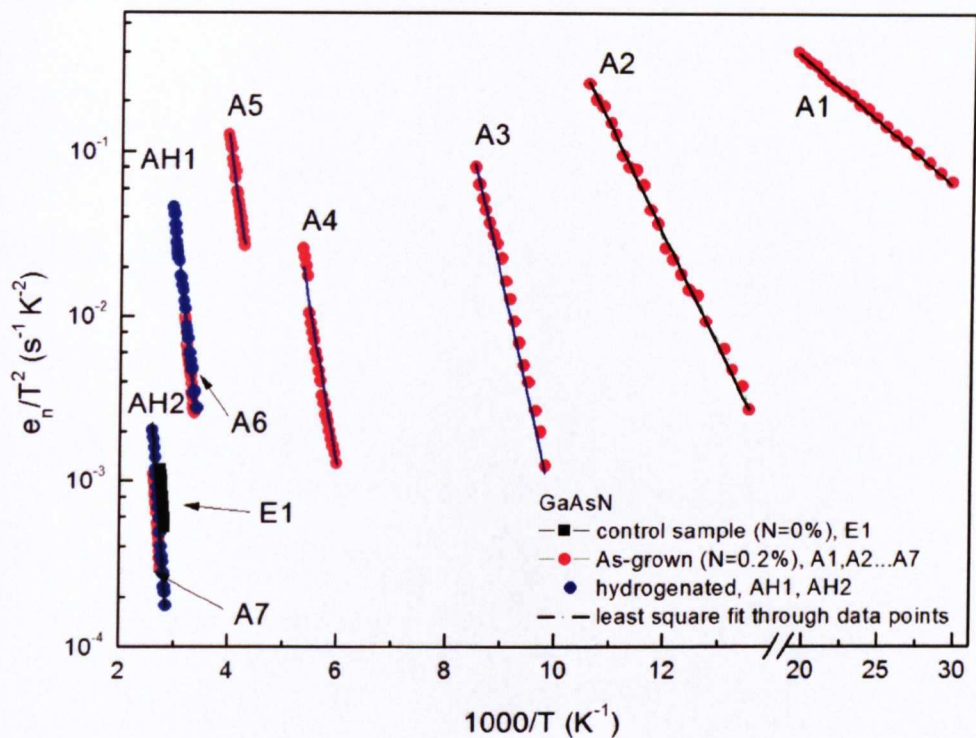 A2
A1
A5
10⁻¹
AH1
A3
A4
eₙ/T² (s⁻¹ K⁻²)
10⁻²
AH2
A6
10⁻³
E1
GaAsN
control sample (N=0%), E1
As-grown (N=0.2%), A1,A2...A7
hydrogenated, AH1, AH2
least square fit through data points
A7
10⁻⁴
2 4 6 8 10 12 20 25 30
1000/T (K⁻¹)